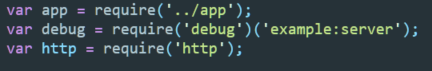 var app = require('../app');
var debug = require('debug')('example:server');
var http = require('http');